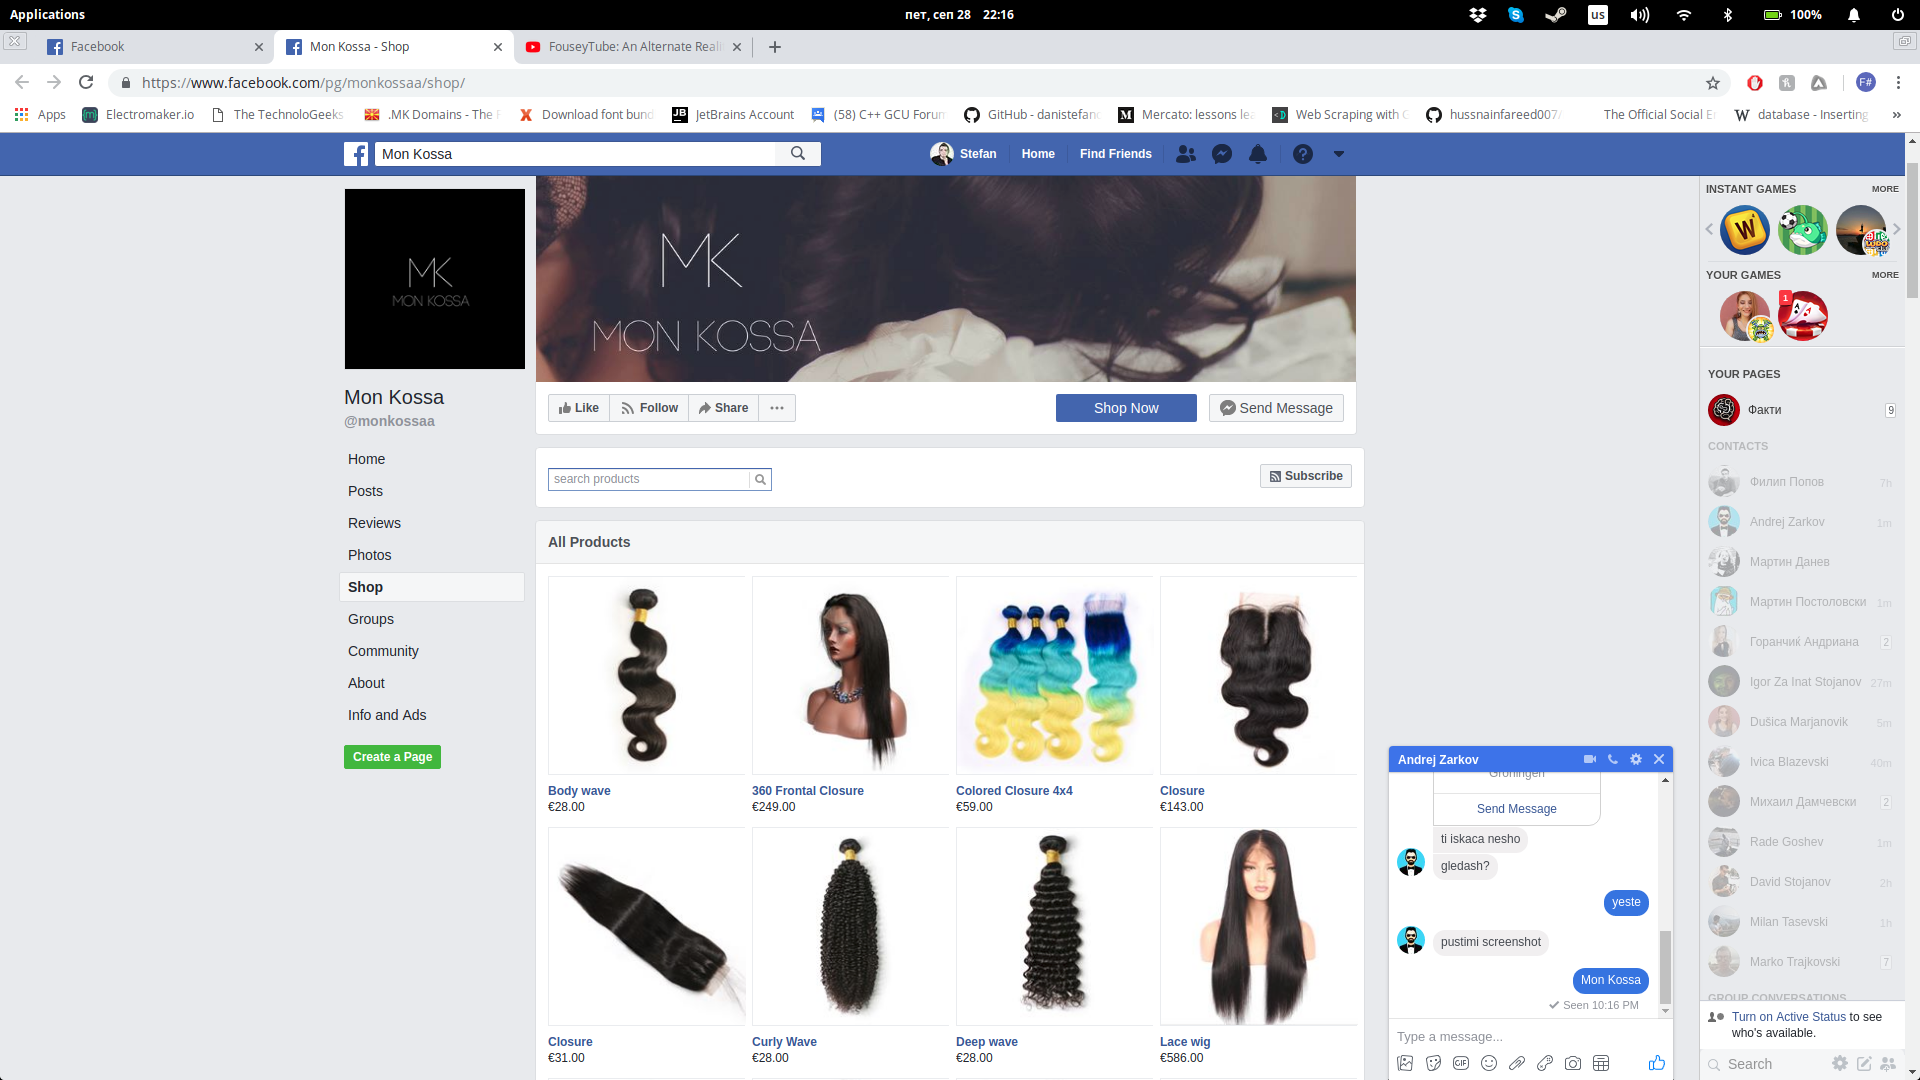 Applications
пет, сеп 28 22:16
us
100%
Facebook
Mon Kossa - Shop
FouseyTube: An Alternate Reali
https://www.facebook.com/pg/monkossaa/shop/
F#
Apps
Electromaker.io
The TechnoloGeeks
.MK Domains - The F
Download font bund
JetBrains Account
(58) C++ GCU Forum
GitHub - danistefan
Mercato: lessons lea
Web Scraping with C
hussnainfareed007/
The Official Social E
database - Inserting
Mon Kossa
Stefan
Home
Find Friends
MK
MON KOSSA
MK
MON KOSSA
Mon Kossa
@monkossaa
Home
Posts
Reviews
Photos
Shop
Groups
Community
About
Info and Ads
Create a Page
Like
Follow
Share
Shop Now
Send Message
search products
Subscribe
All Products
Body wave
€28.00
360 Frontal Closure
€249.00
Colored Closure 4x4
€59.00
Closure
€143.00
Closure
€31.00
Curly Wave
€28.00
Deep wave
€28.00
Lace wig
€586.00
Andrej Zarkov
Groningen
Send Message
ti iskaca nesho
gledash?
yeste
pustimi screenshot
Mon Kossa
Seen 10:16 PM
Type a message...
GIF
INSTANT GAMES
MORE
W
YOUR GAMES
MORE
1
YOUR PAGES
Факти
9
CONTACTS
Филип Попов 7h
Andrej Zarkov 1m
Мартин Данев
Мартин Постоловски 1m
Горанчиќ Андриана 2
Igor Za Inat Stojanov 27m
Dušica Marjanovik 5m
Ivica Blazevski 40m
Михаил Дамчевски 2
Rade Goshev 1m
David Stojanov 2h
Milan Tasevski 1h
Marko Trajkovski 7
GROUP CONVERSATIONS
Turn on Active Status to see
who's available.
Search